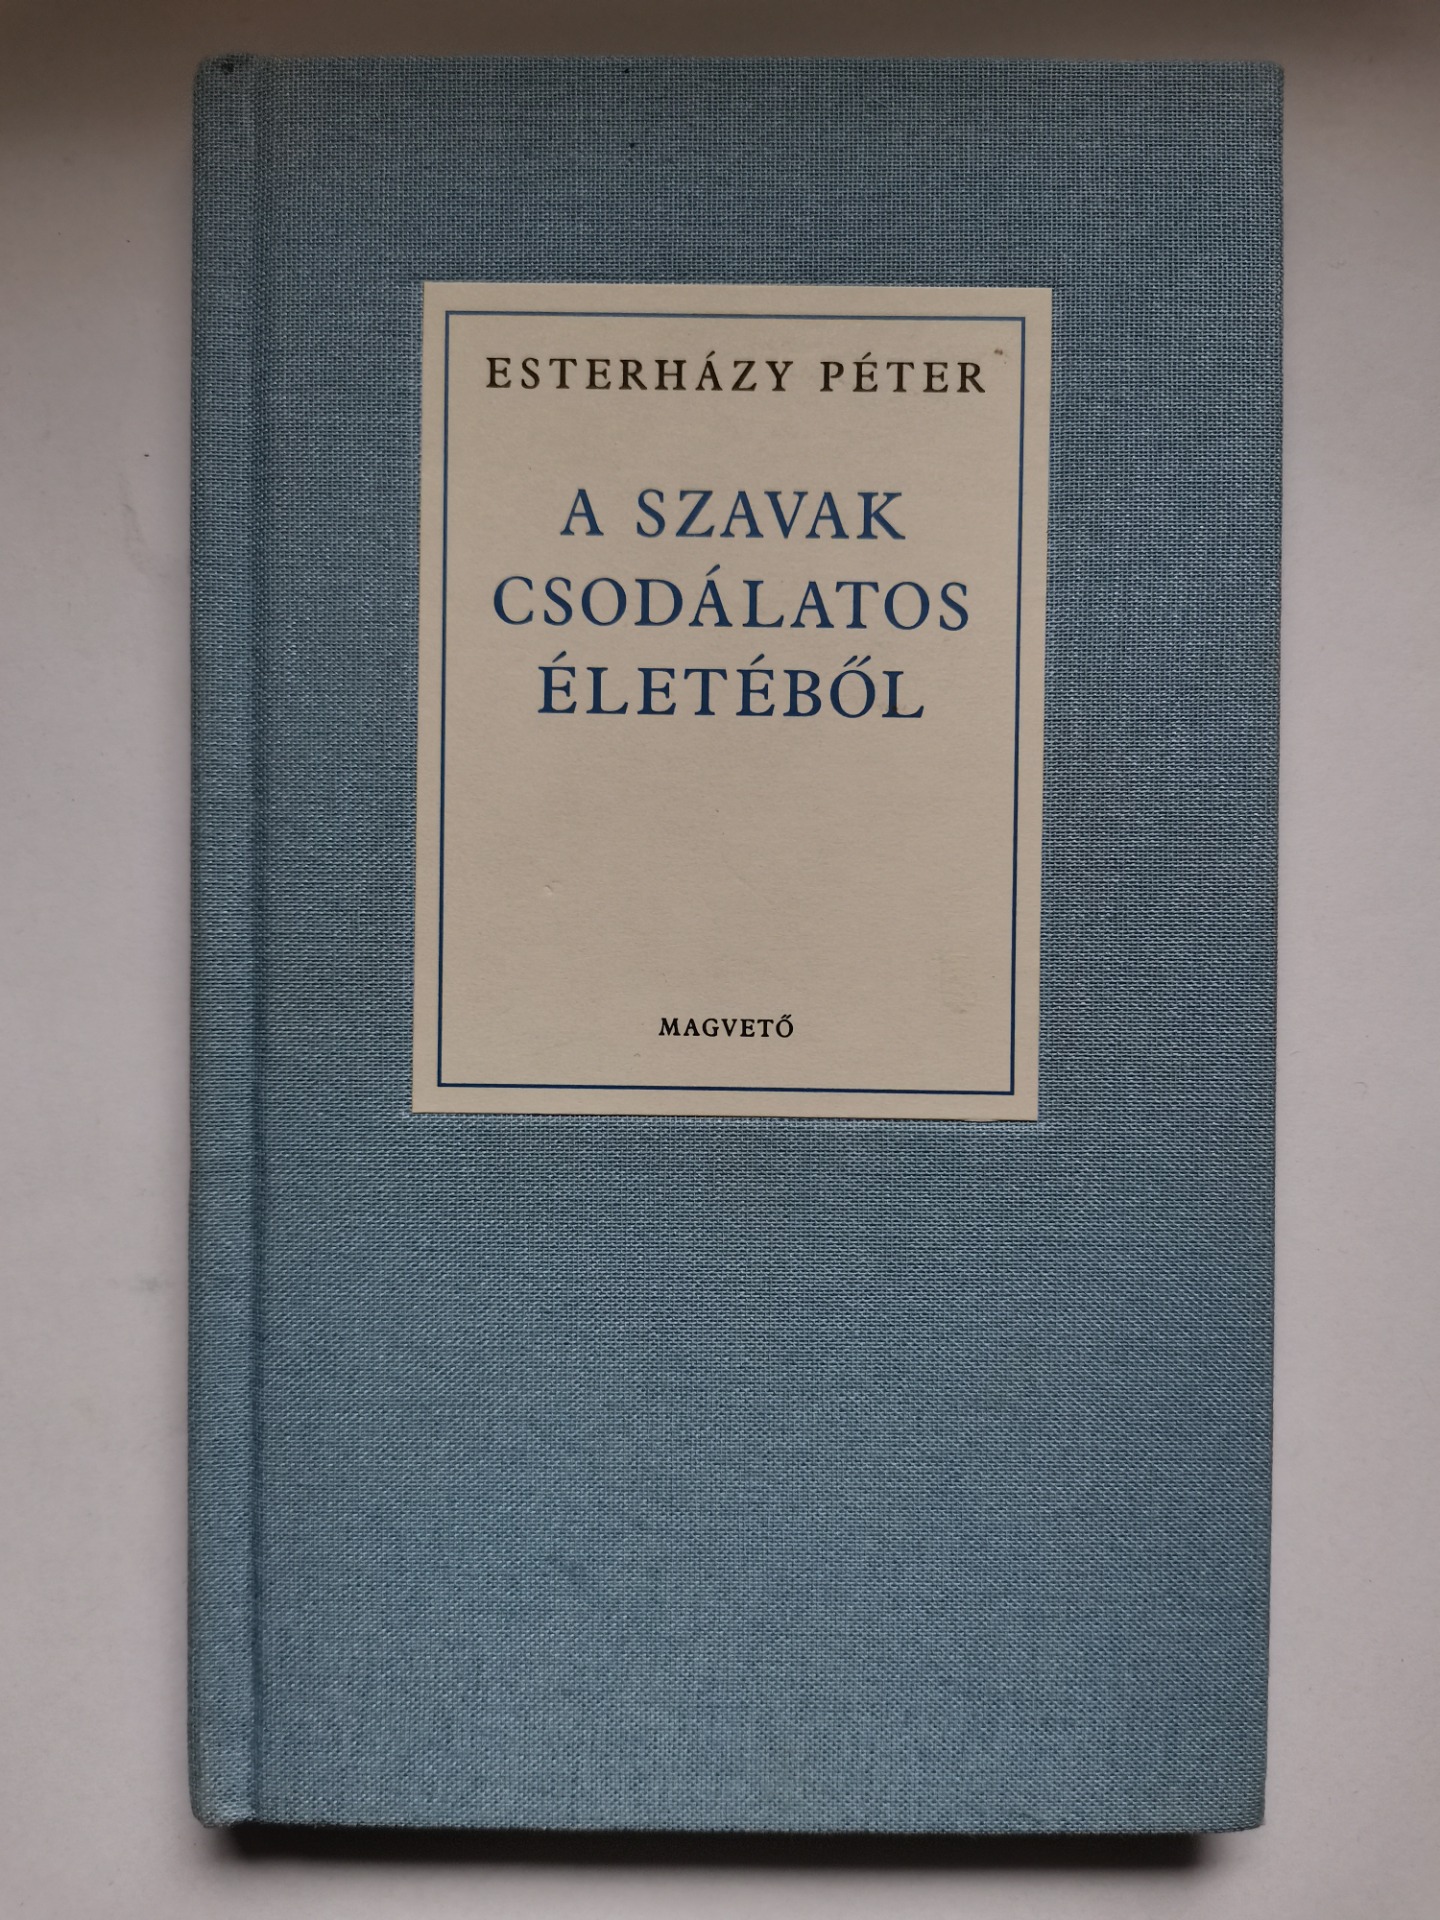 ESTERHÁZY PÉTER
A SZAVAK
CSODÁLATOS
ÉLETÉBŐL
MAGVETŐ